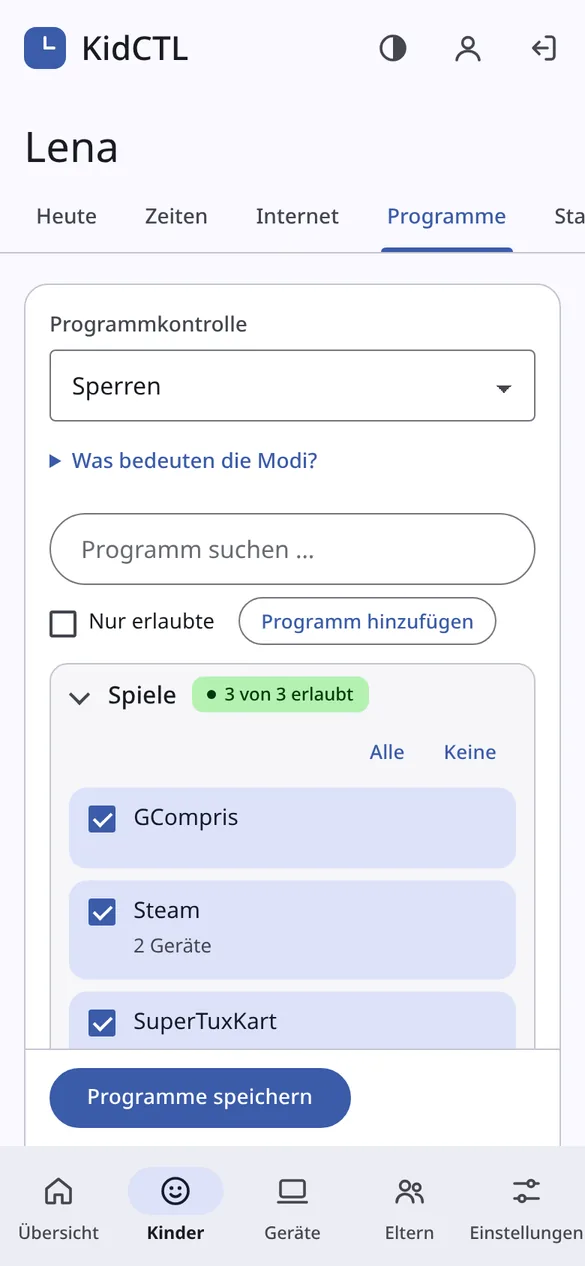 KidCTL
Lena
Heute Zeiten Internet Programme Sta
Programmkontrolle
Sperren
Was bedeuten die Modi?
Programm suchen ...
Nur erlaubte Programm hinzufügen
Spiele 3 von 3 erlaubt
Alle Keine
GCompris
Steam
2 Geräte
SuperTuxKart
Programme speichern
Übersicht Kinder Geräte Eltern Einstellungen